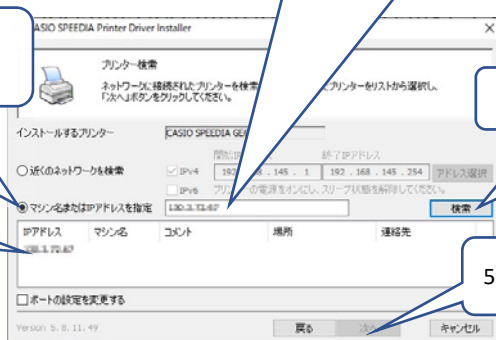 CASIO SPEEDIA Printer Driver Installer
プリンター検索
ネットワークに接続されたプリンターを検索
プリンターをリストから選択し、
「次へ」ボタンをクリックしてください。
インストールするプリンター CASIO SPEEDIA GE
終了IPアドレス
近くのネットワークを検索 IPv4 192 . 145 . 1 192 . 168 . 145 . 254 アドレス選択
IPv6 の電源をオンにし、スリープ状態を解除してください。
マシン名またはIPアドレスを指定 130.3.72.67 検索
IPアドレス マシン名 コメント 場所 連絡先
130.3.72.67
5
ポートの設定を変更する
Version 5.8.11.49 戻る 次へ キャンセル